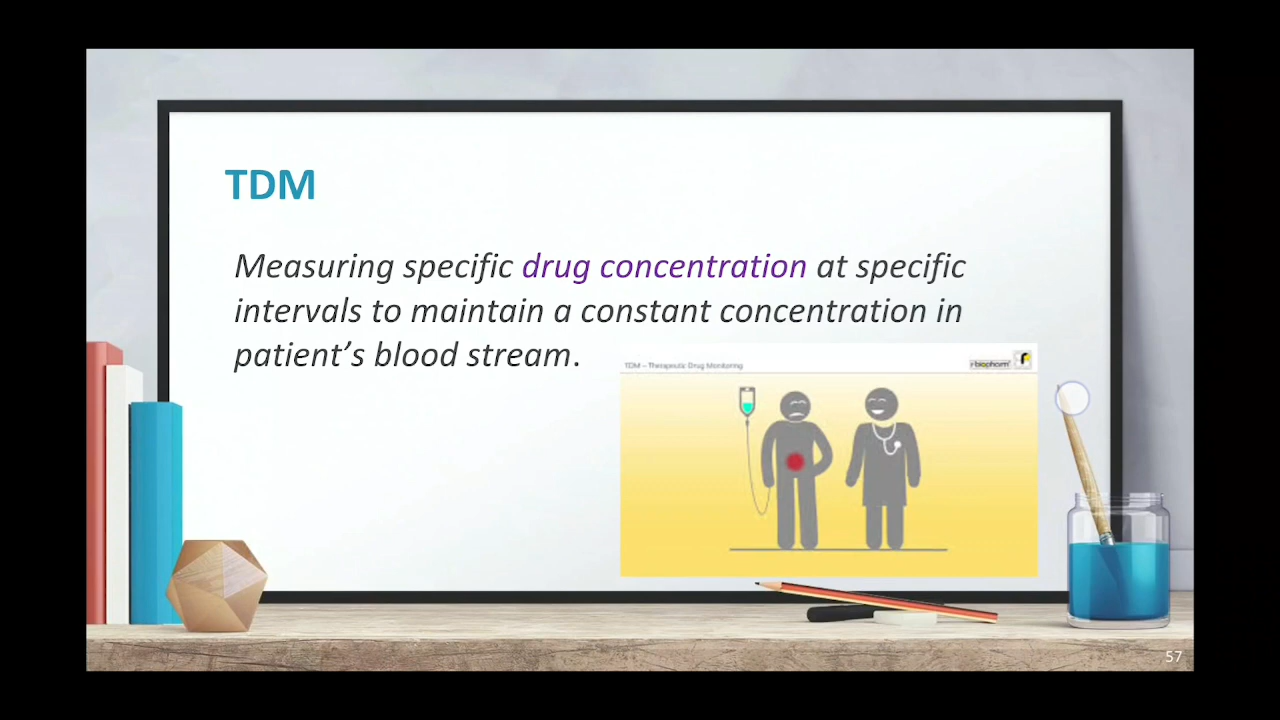 TDM
Measuring specific drug concentration at specific
intervals to maintain a constant concentration in
patient’s blood stream.
TDM – Therapeutic Drug Monitoring
r-biopharm
57